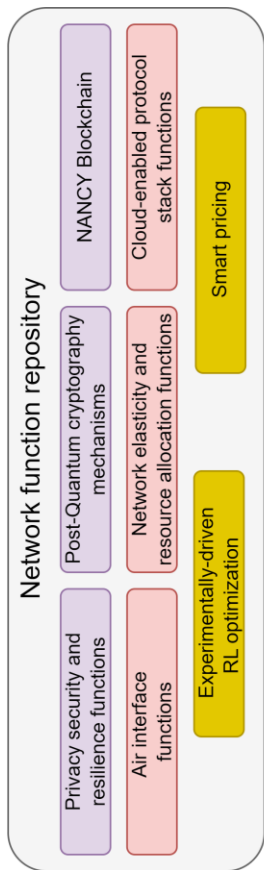 Network function repository
Privacy security and
resilience functions
Post-Quantum cryptography
mechanisms
NANCY Blockchain
Air interface
functions
Network elasticity and
resource allocation functions
Cloud-enabled protocol
stack functions
Experimentally-driven
RL optimization
Smart pricing